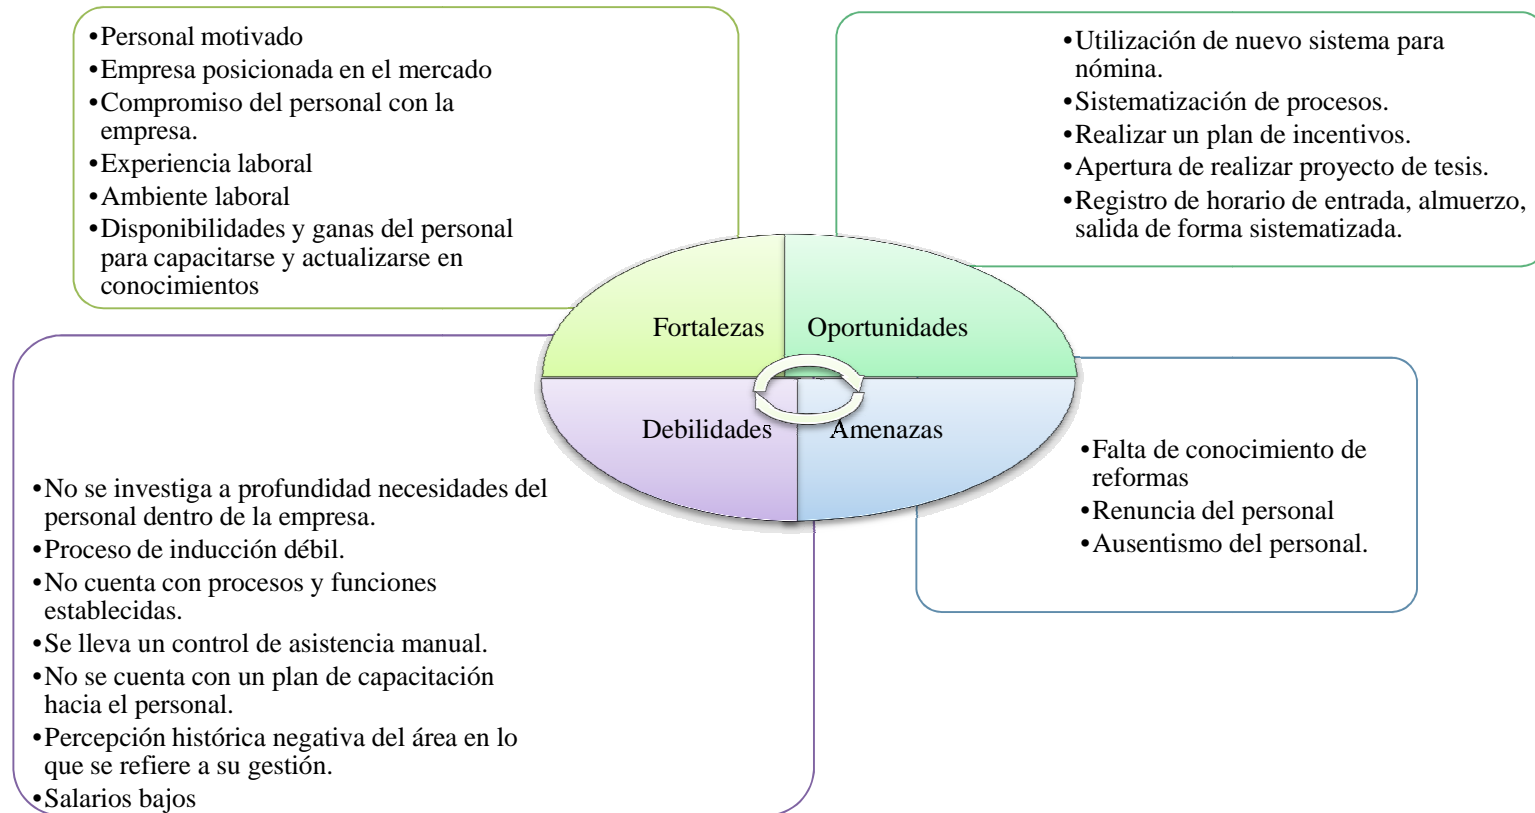 •Personal motivado
•Empresa posicionada en el mercado
•Compromiso del personal con la
empresa.
•Experiencia laboral
•Ambiente laboral
•Disponibilidades y ganas del personal
para capacitarse y actualizarse en
conocimientos
•Utilización de nuevo sistema para
nómina.
•Sistematización de procesos.
•Realizar un plan de incentivos.
•Apertura de realizar proyecto de tesis.
•Registro de horario de entrada, almuerzo,
salida de forma sistematizada.
Fortalezas
Oportunidades
Debilidades
Amenazas
•No se investiga a profundidad necesidades del
personal dentro de la empresa.
•Proceso de inducción débil.
•No cuenta con procesos y funciones
establecidas.
•Se lleva un control de asistencia manual.
•No se cuenta con un plan de capacitación
hacia el personal.
•Percepción histórica negativa del área en lo
que se refiere a su gestión.
•Salarios bajos
•Falta de conocimiento de
reformas
•Renuncia del personal
•Ausentismo del personal.